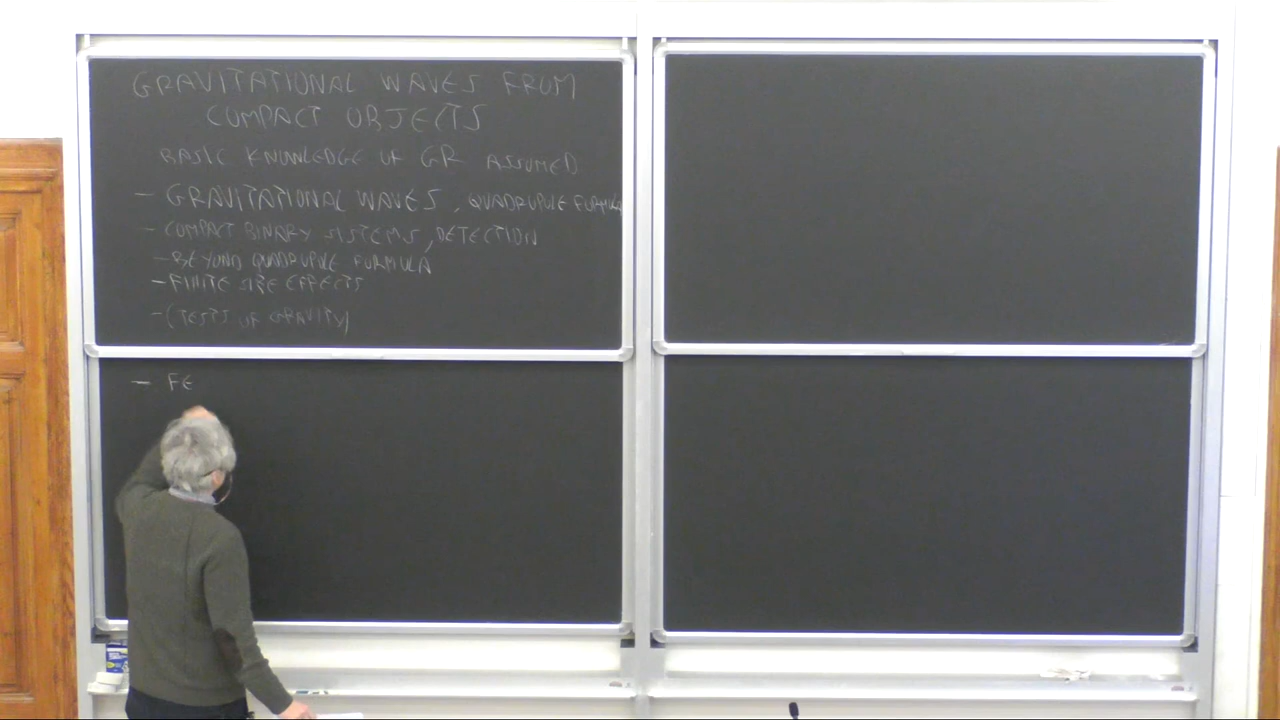 GRAVITATIONAL WAVES FROM
COMPACT OBJECTS
BASIC KNOWLEDGE OF GR ASSUMED
- GRAVITATIONAL WAVES, QUADRUPOLE FORMULA
- COMPACT BINARY SISTEMS, DETECTION
- BEYOND QUADRUPOLE FORMULA
- FINITE SIZE EFFECTS
- (TESTS OF GRAVITY)
- FE